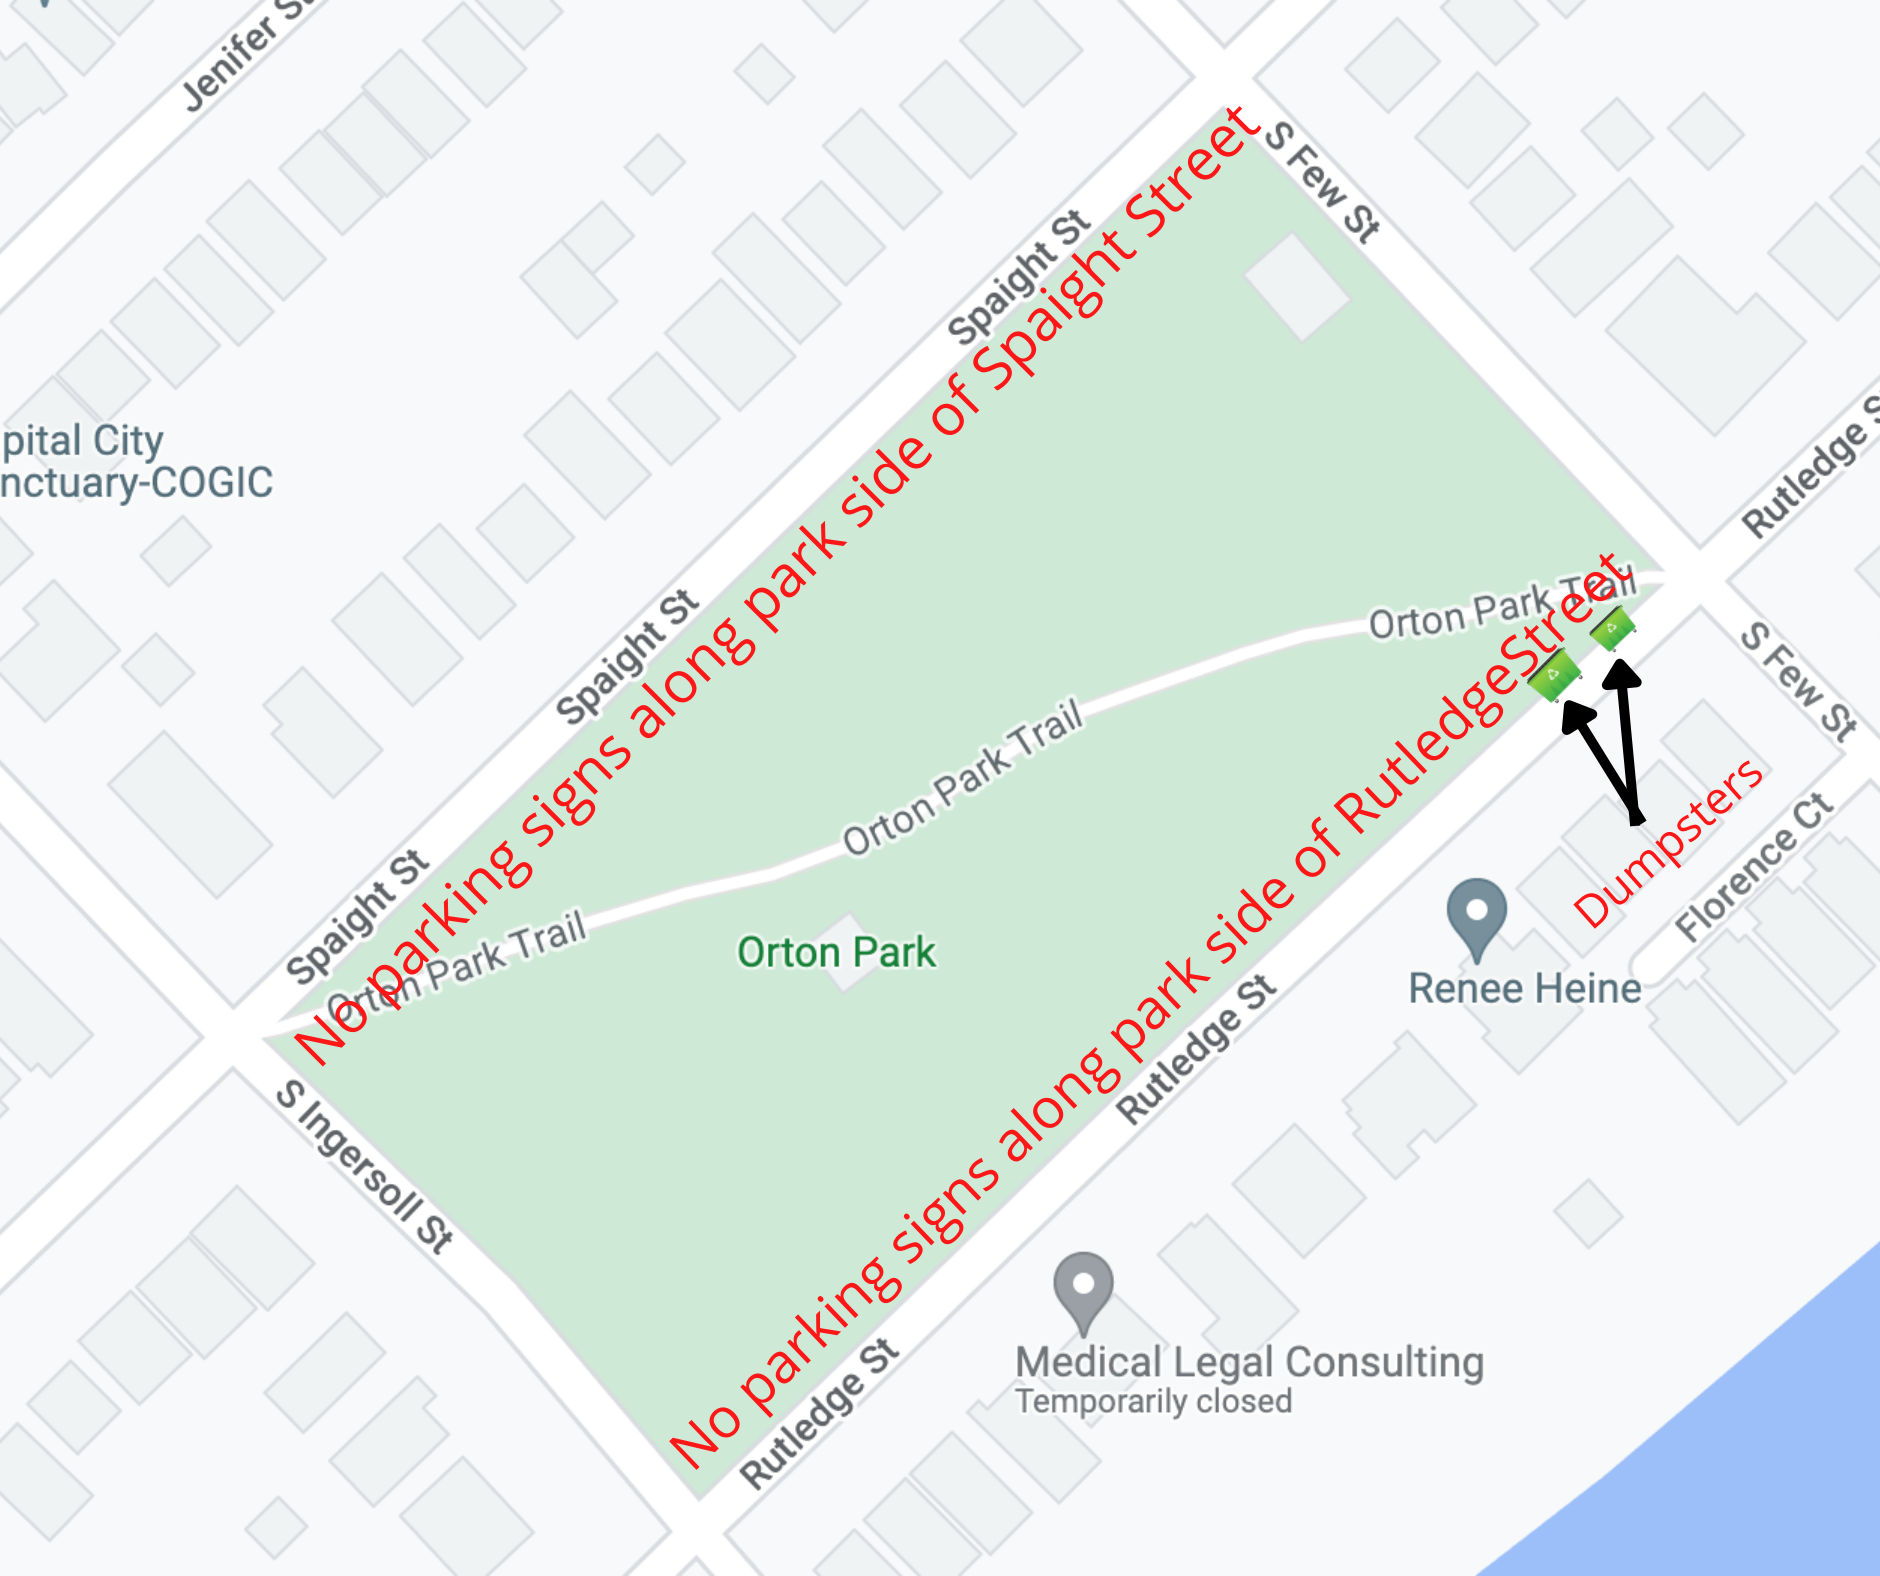 Jenifer St
S Few St
Spaight St
No parking signs along park side of Spaight Street
pital City
nctuary-COGIC
Rutledge S
Spaight St
Orton Park Trail
S Few St
Orton Park Trail
Dumpsters
Spaight St
Florence Ct
Orton Park Trail
Orton Park
Renee Heine
No parking signs along park side of RutledgeStreet
Rutledge St
S Ingersoll St
Medical Legal Consulting
Temporarily closed
Rutledge St